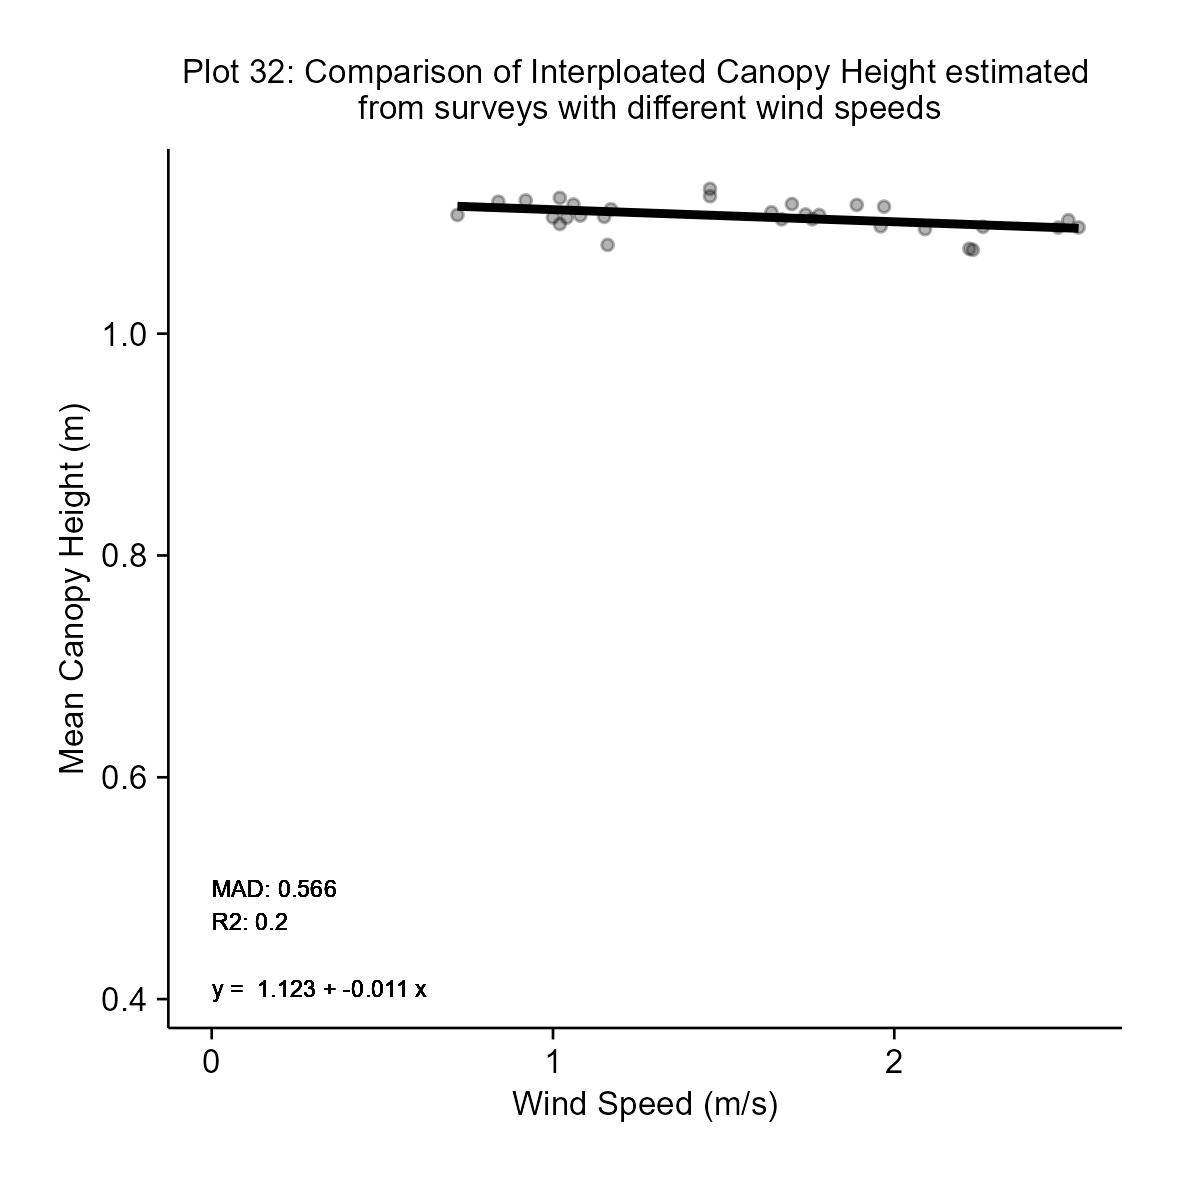 Plot 32: Comparison of Interploated Canopy Height estimated
from surveys with different wind speeds
Mean Canopy Height (m)
1.0
0.8
0.6
0.4
MAD: 0.566
R2: 0.2
y = 1.123 + -0.011 x
0
1
2
Wind Speed (m/s)